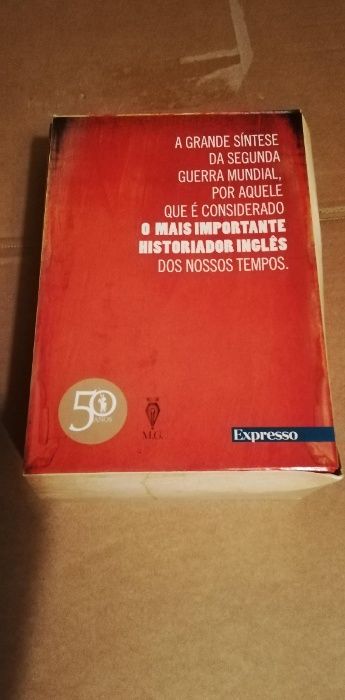 A GRANDE SÍNTESE
DA SEGUNDA
GUERRA MUNDIAL,
POR AQUELE
QUE É CONSIDERADO
O MAIS IMPORTANTE
HISTORIADOR INGLÊS
DOS NOSSOS TEMPOS.
50
ANOS
M.G.
Expresso